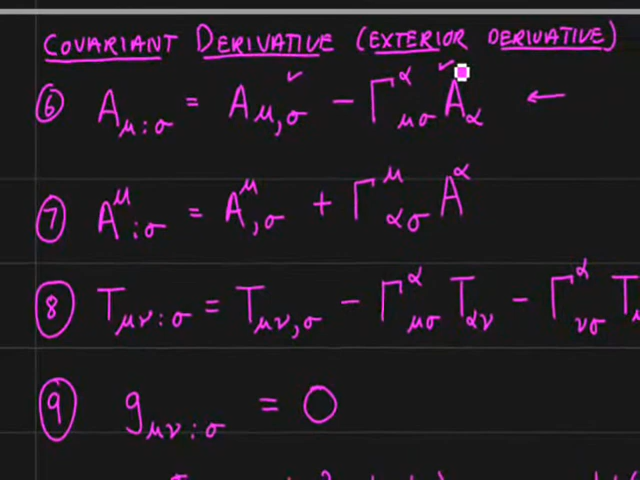 COVARIANT DERIVATIVE (EXTERIOR DERIVATIVE)
⑥ A_{μ:σ} = A_{μ,σ} − Γ^α_{μσ} A_α ←
⑦ A^μ_{:σ} = A^μ_{,σ} + Γ^μ_{ασ} A^α
⑧ T_{μν:σ} = T_{μν,σ} − Γ^α_{μσ} T_{αν} − Γ^α_{νσ} T_μ
⑨ g_{μν:σ} = 0